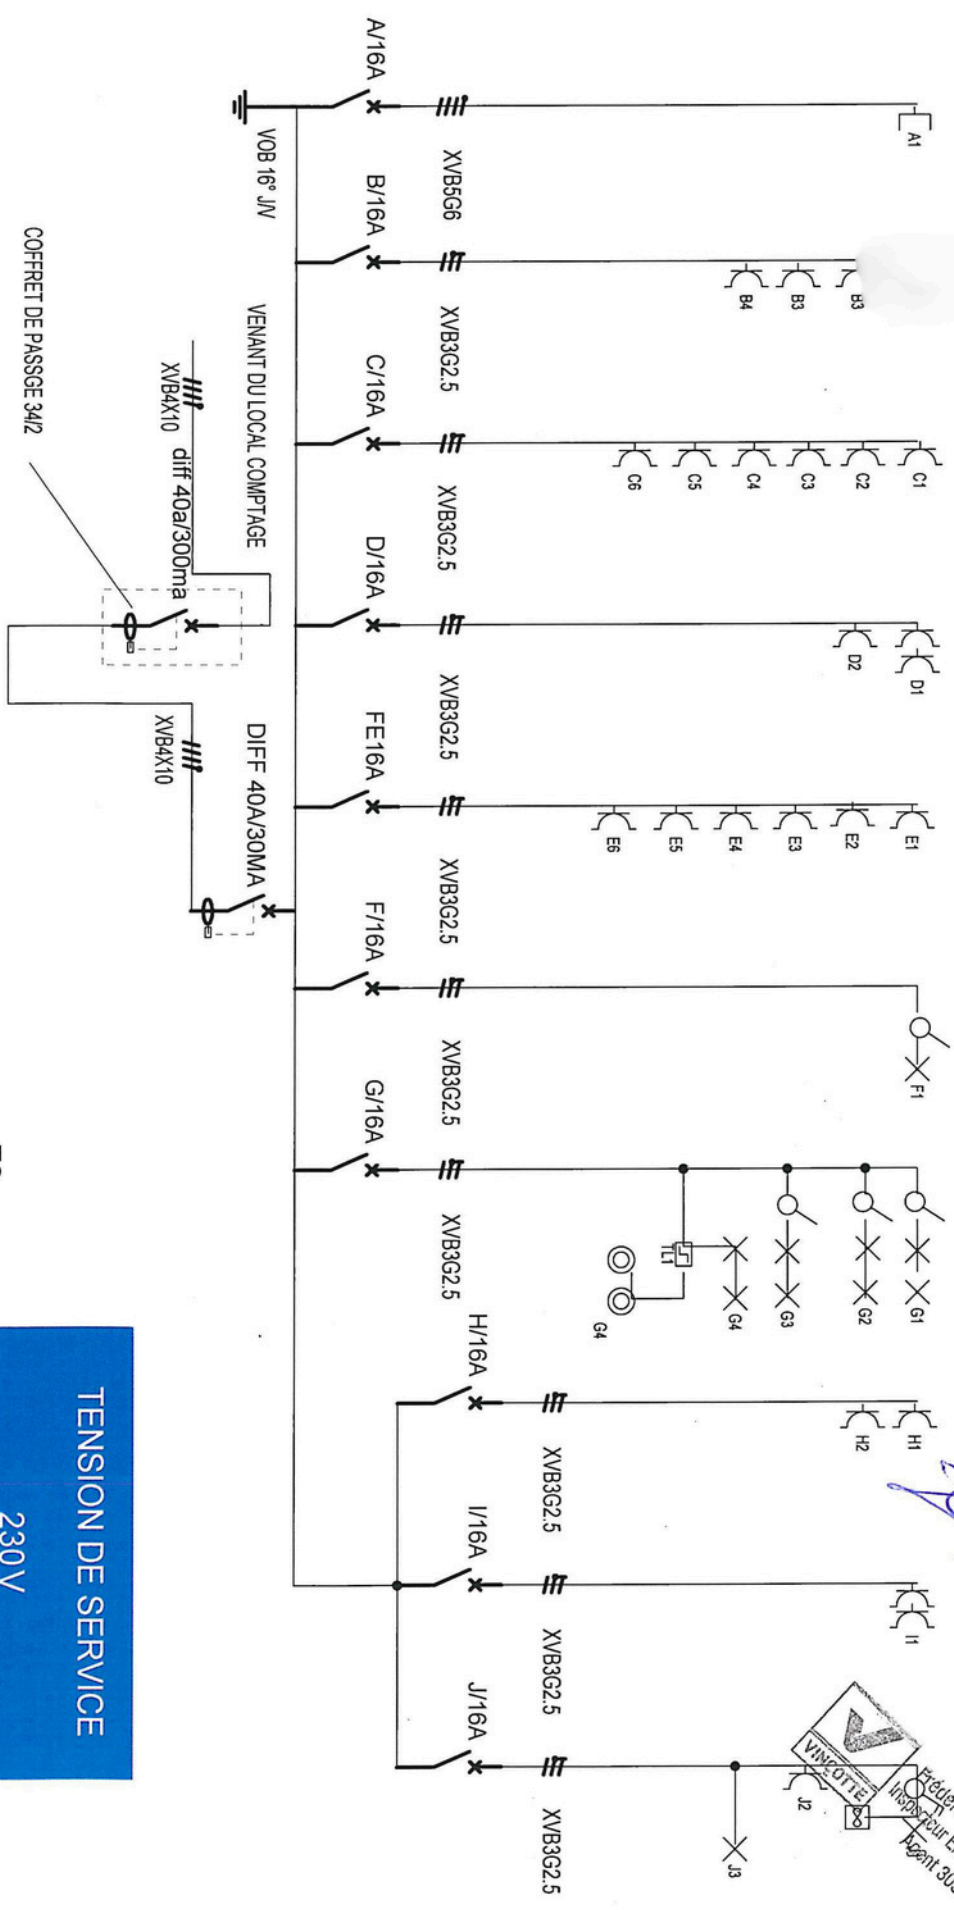 A/16A
B/16A
C/16A
D/16A
FE16A
F/16A
G/16A
H/16A
I/16A
J/16A
XVB5G6
XVB3G2.5
XVB3G2.5
XVB3G2.5
XVB3G2.5
XVB3G2.5
XVB3G2.5
XVB3G2.5
XVB3G2.5
XVB3G2.5
A1
B3
B3
B4
C1
C2
C3
C4
C5
C6
D1
D2
E1
E2
E3
E4
E5
E6
F1
G1
G2
G3
G4
TL1
G4
H1
H2
I1
J2
J3
VOB 16° J/V
VENANT DU LOCAL COMPTAGE
XVB4X10
diff 40a/300ma
COFFRET DE PASSGE 34/2
XVB4X10
DIFF 40A/30MA
TENSION DE SERVICE
230 V
VINÇOTTE
Agent